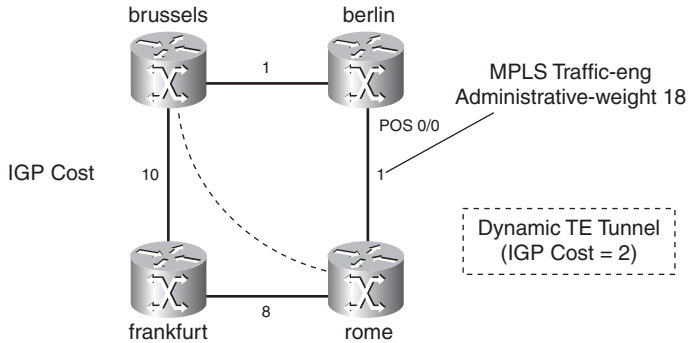 brussels
berlin
1
MPLS Traffic-eng
Administrative-weight 18
POS 0/0
IGP Cost
10
1
Dynamic TE Tunnel
(IGP Cost = 2)
8
frankfurt
rome